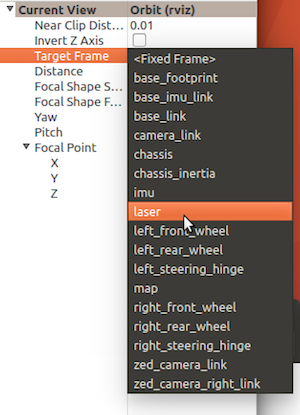 Current View Orbit (rviz)
Near Clip Dist... 0.01
Invert Z Axis
Target Frame
<Fixed Frame>
Distance
base_footprint
Focal Shape S...
base_imu_link
Focal Shape F...
base_link
Yaw
camera_link
Pitch
chassis
Focal Point
chassis_inertia
X
imu
Y
laser
Z
left_front_wheel
left_rear_wheel
left_steering_hinge
map
right_front_wheel
right_rear_wheel
right_steering_hinge
zed_camera_link
zed_camera_right_link